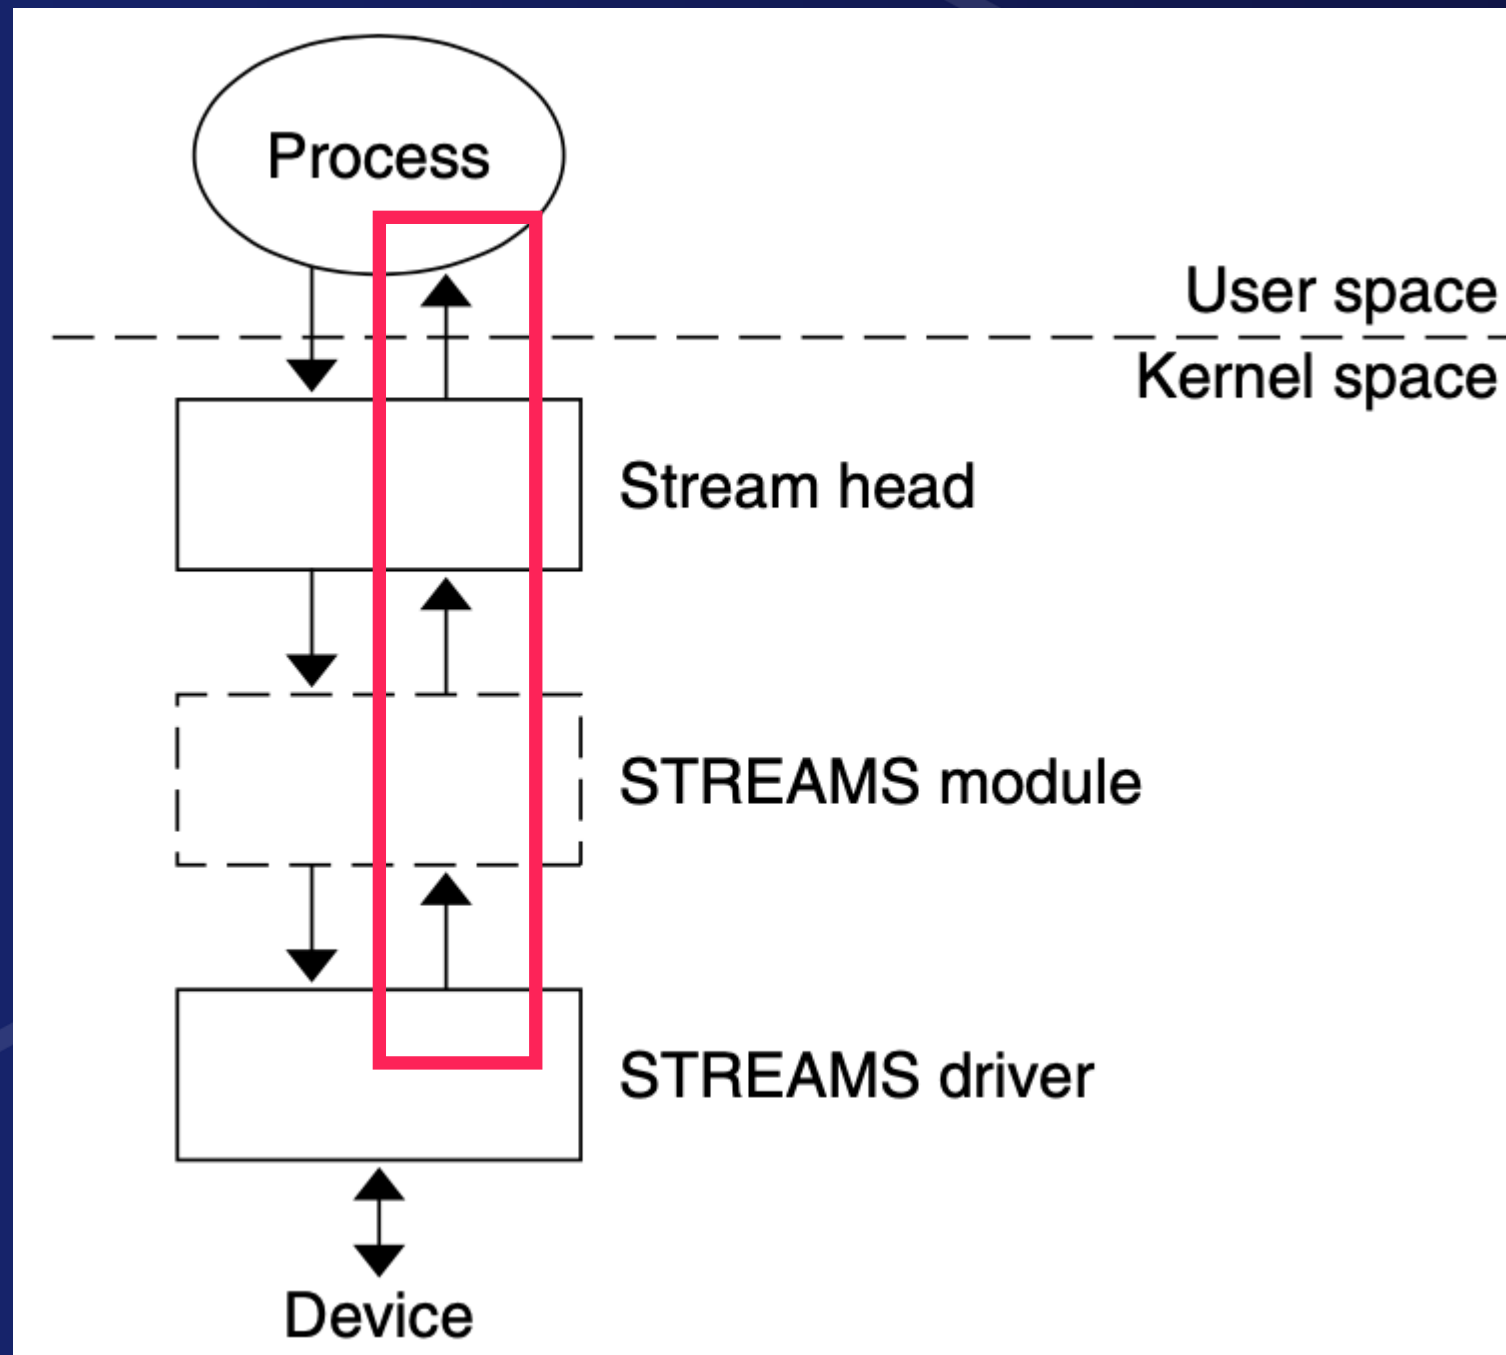 Process
User space
Kernel space
Stream head
STREAMS module
STREAMS driver
Device